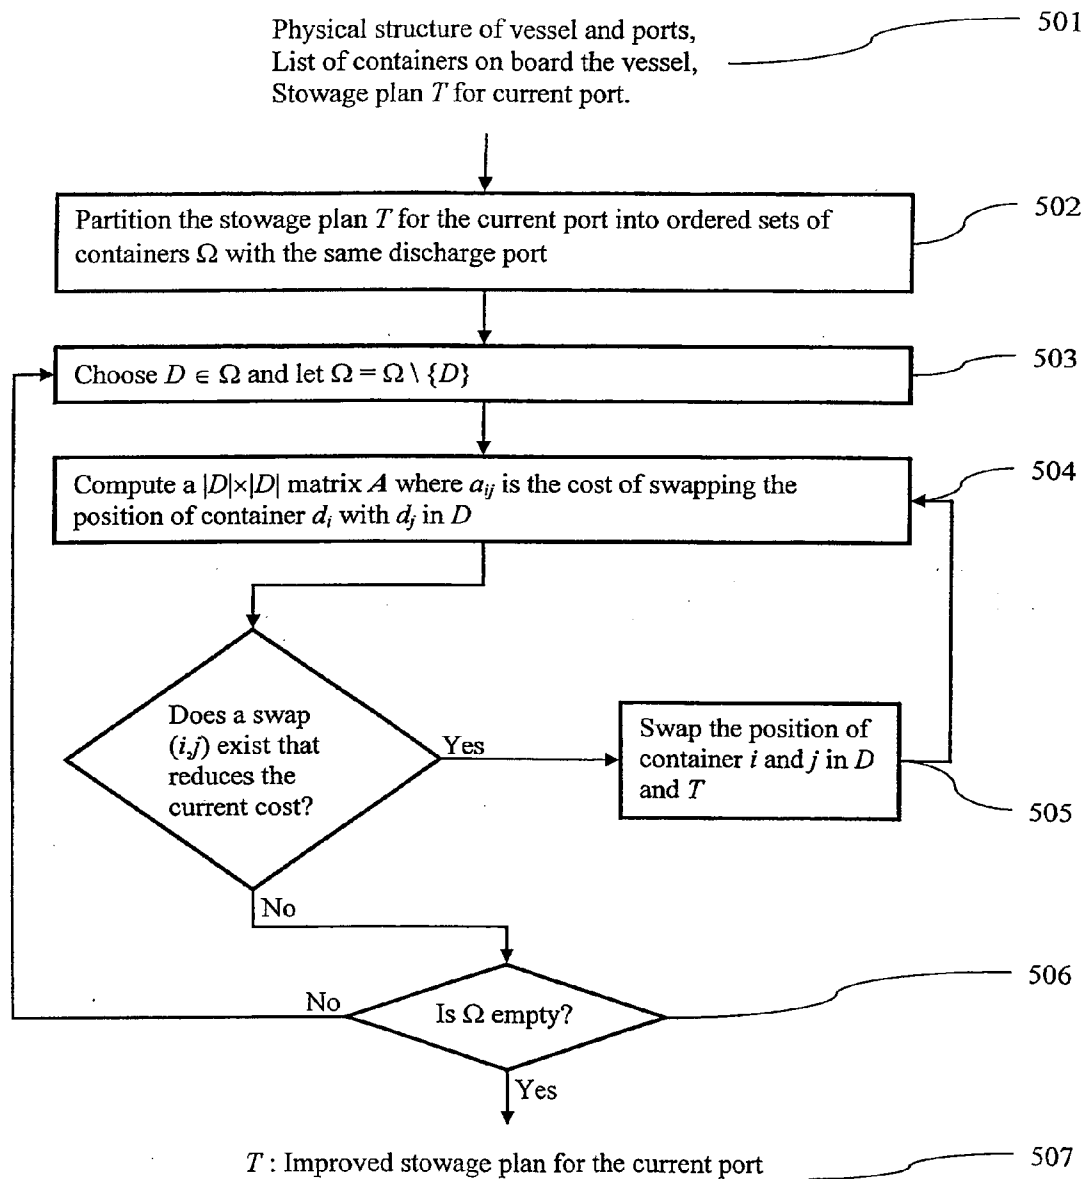 Physical structure of vessel and ports,
List of containers on board the vessel,
Stowage plan T for current port.
501
Partition the stowage plan T for the current port into ordered sets of
containers Ω with the same discharge port
502
Choose D ∈ Ω and let Ω = Ω \ {D}
503
Compute a |D|×|D| matrix A where aij is the cost of swapping the
position of container di with dj in D
504
Does a swap
(i,j) exist that
reduces the
current cost?
Yes
Swap the position of
container i and j in D
and T
505
No
Is Ω empty?
No
506
Yes
T : Improved stowage plan for the current port
507